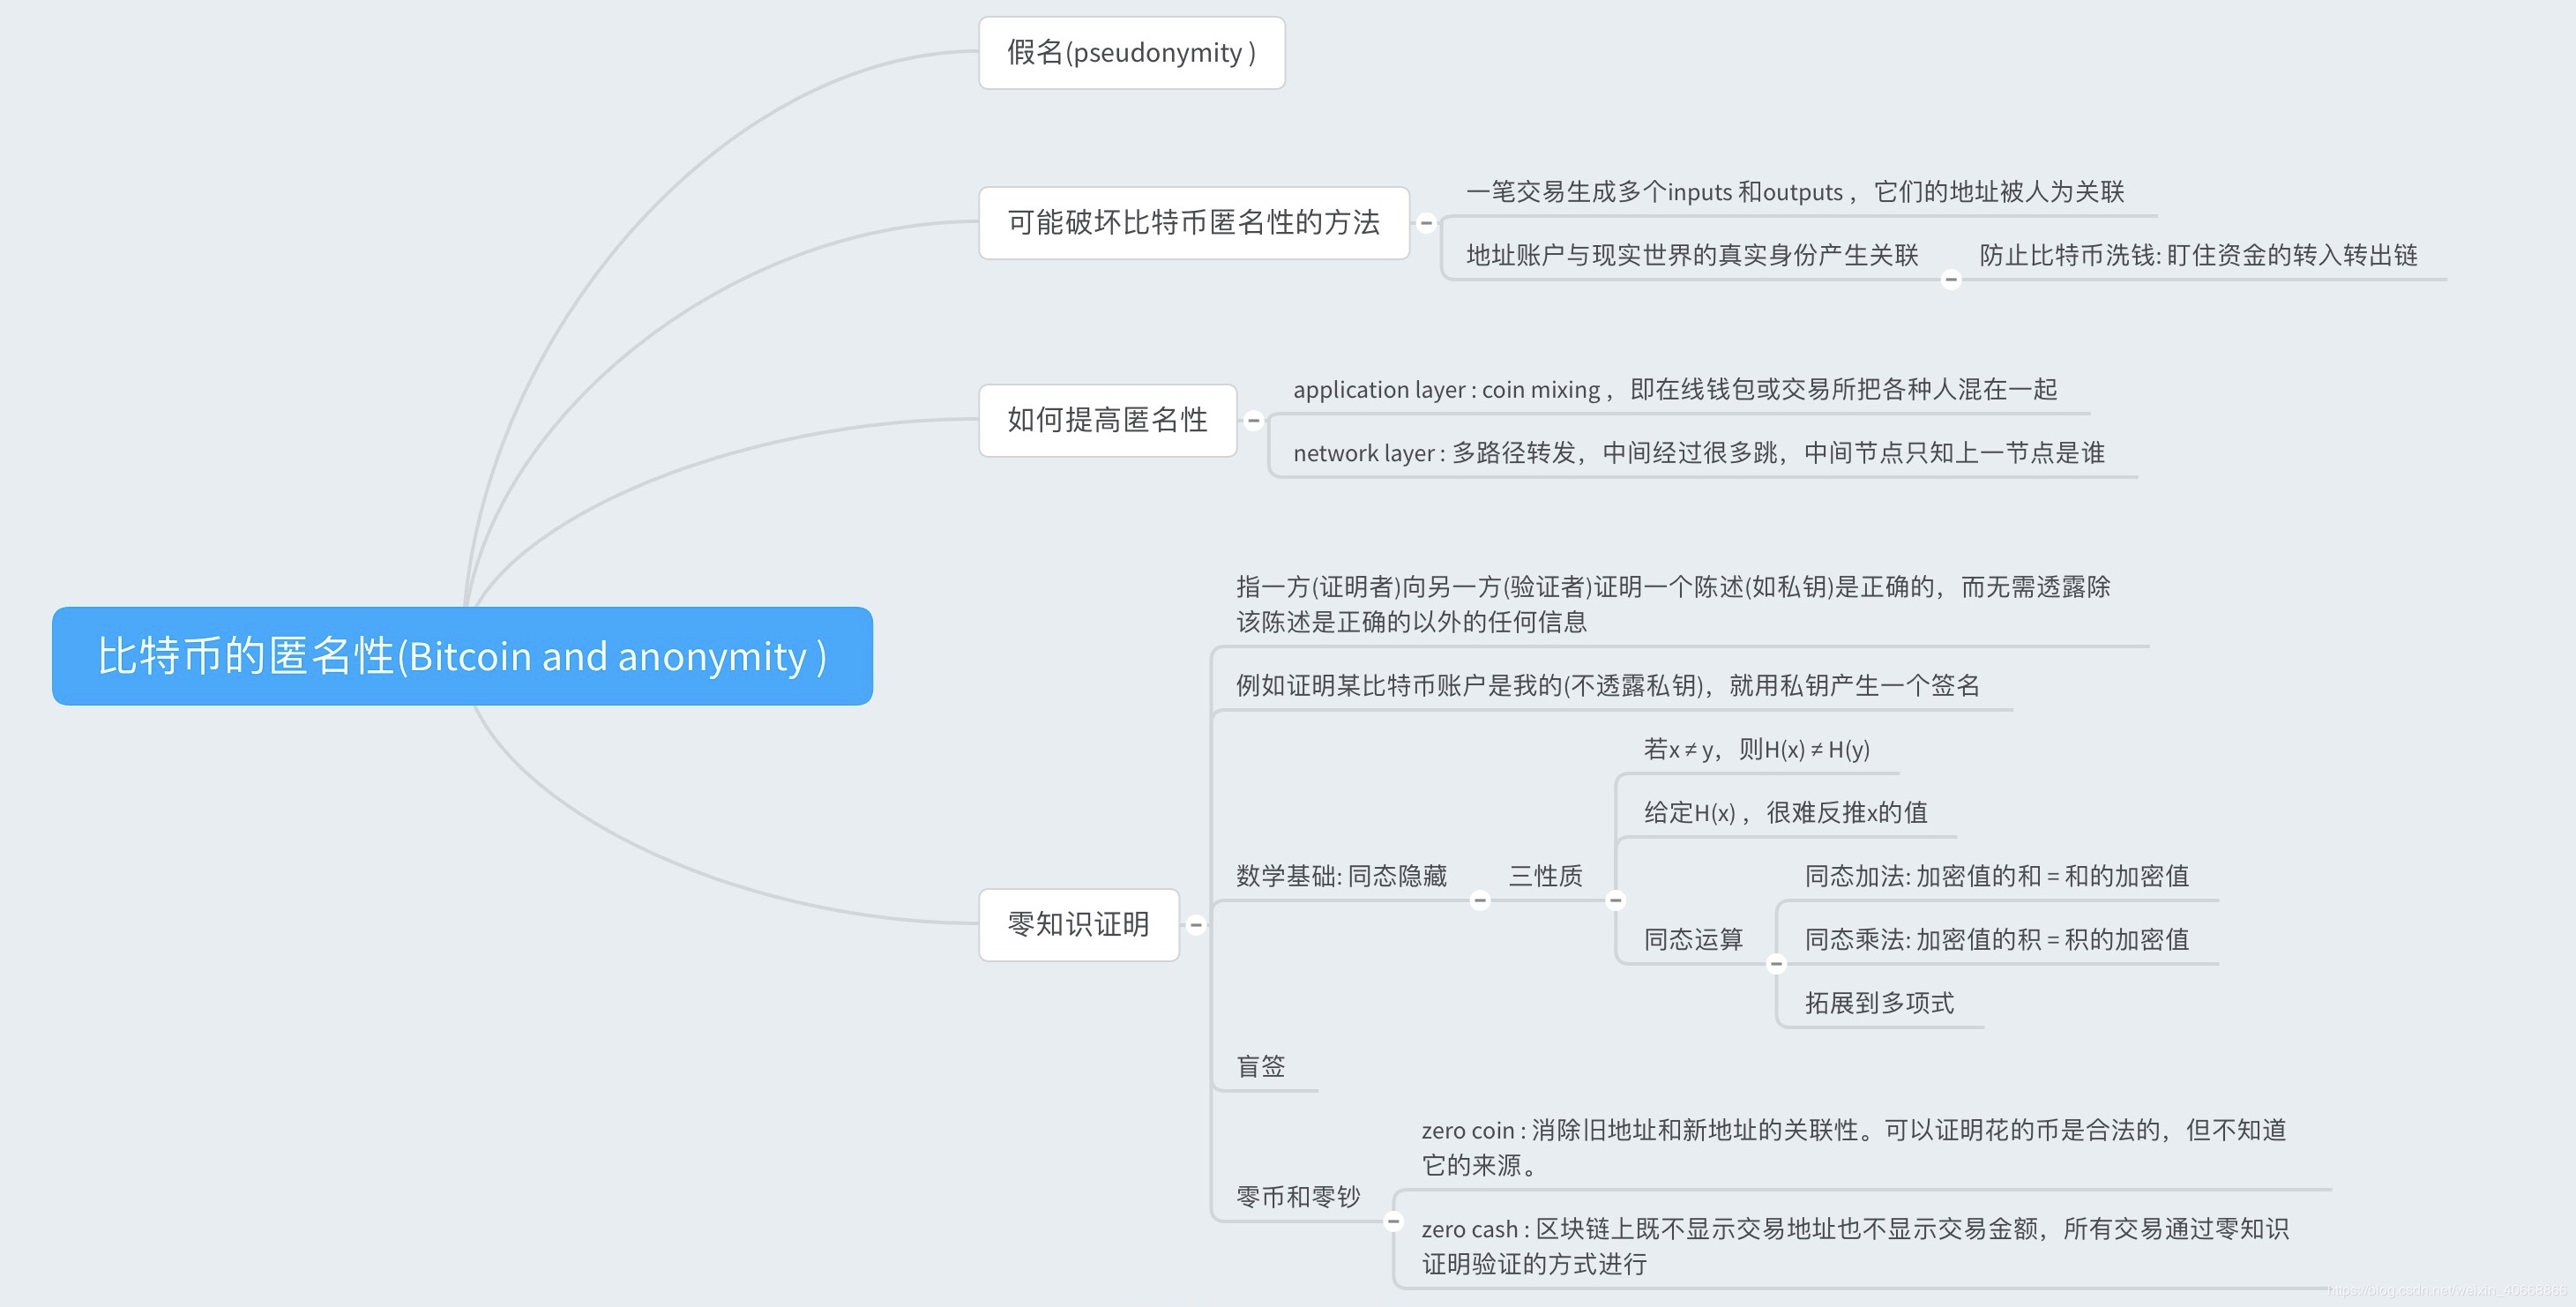 假名(pseudonymity )
可能破坏比特币匿名性的方法
一笔交易生成多个inputs 和outputs ，它们的地址被人为关联
地址账户与现实世界的真实身份产生关联
防止比特币洗钱: 盯住资金的转入转出链
如何提高匿名性
application layer : coin mixing ，即在线钱包或交易所把各种人混在一起
network layer : 多路径转发，中间经过很多跳，中间节点只知上一节点是谁
比特币的匿名性(Bitcoin and anonymity )
零知识证明
指一方(证明者)向另一方(验证者)证明一个陈述(如私钥)是正确的，而无需透露除
该陈述是正确的以外的任何信息
例如证明某比特币账户是我的(不透露私钥)，就用私钥产生一个签名
数学基础: 同态隐藏
三性质
若x ≠ y，则H(x) ≠ H(y)
给定H(x) ，很难反推x的值
同态运算
同态加法: 加密值的和 = 和的加密值
同态乘法: 加密值的积 = 积的加密值
拓展到多项式
盲签
零币和零钞
zero coin : 消除旧地址和新地址的关联性。可以证明花的币是合法的，但不知道
它的来源。
zero cash : 区块链上既不显示交易地址也不显示交易金额，所有交易通过零知识
证明验证的方式进行